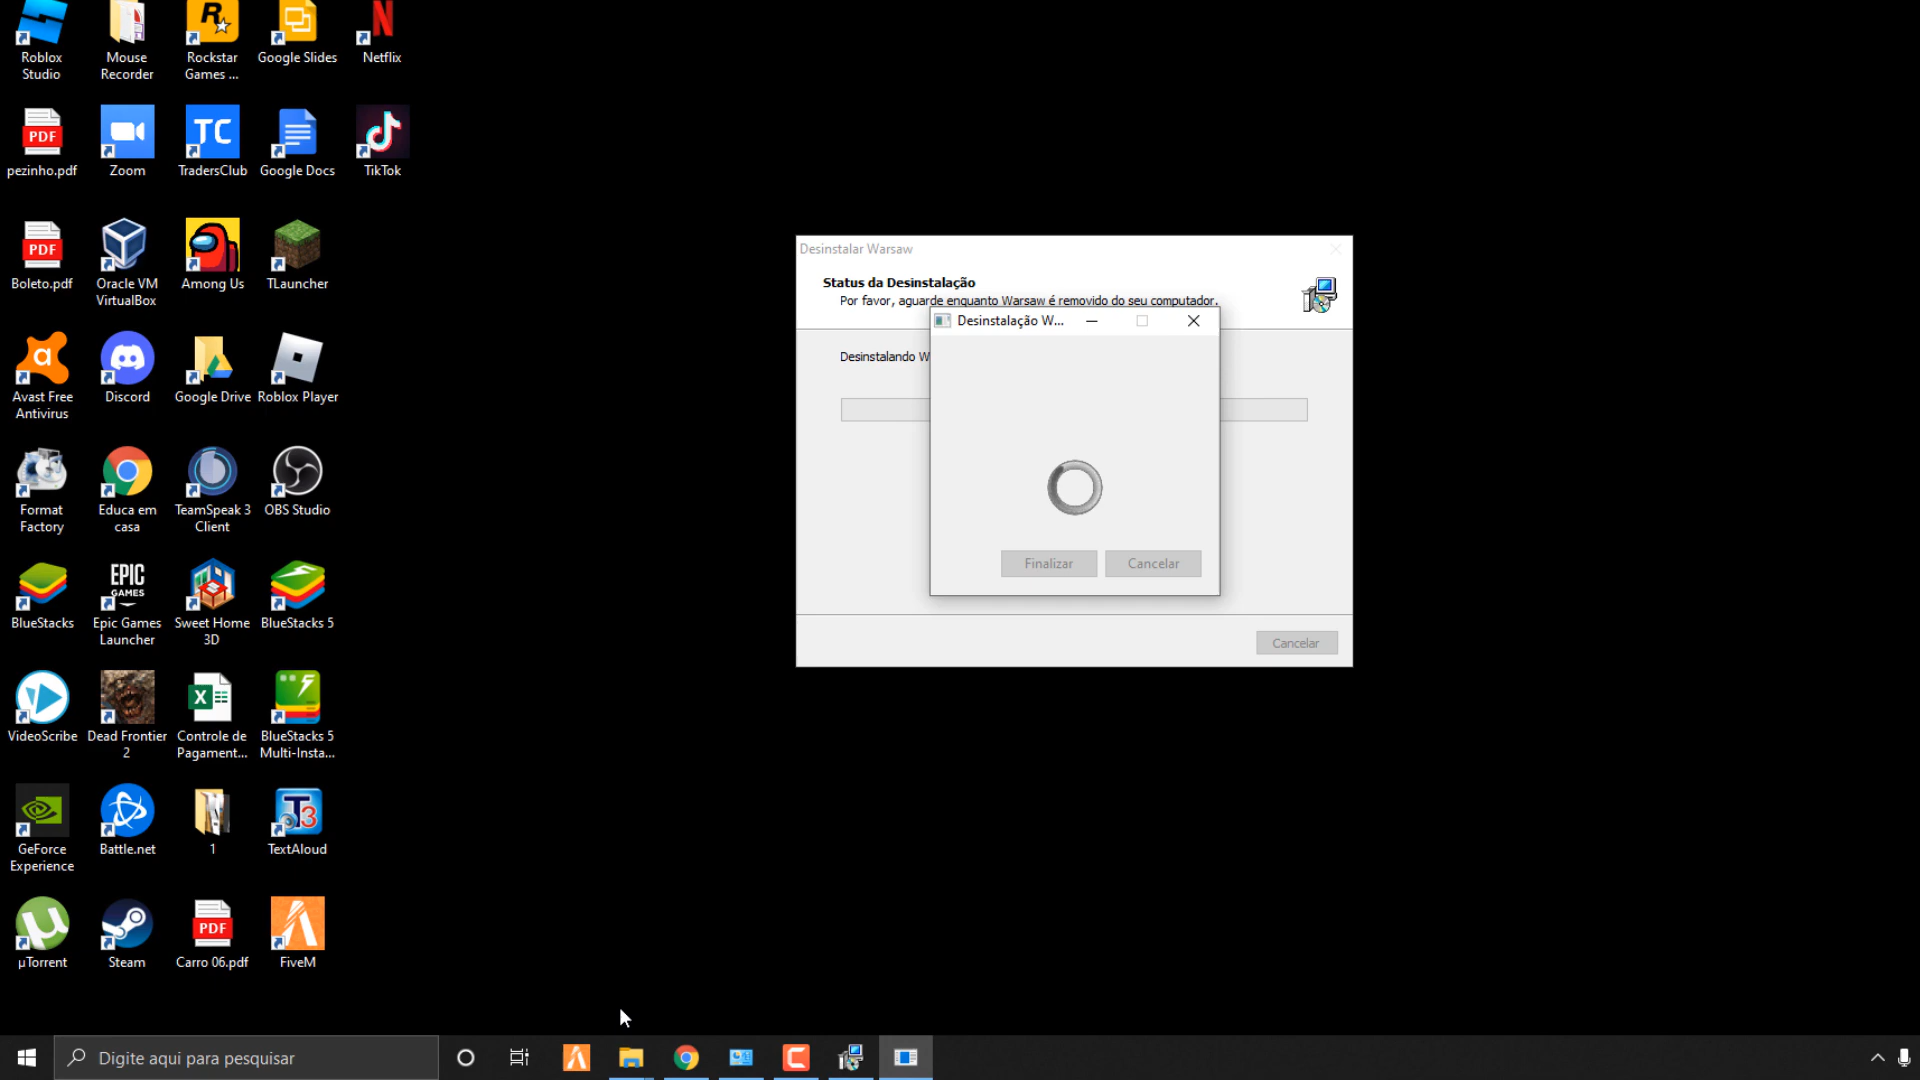 Roblox Studio
Mouse Recorder
Rockstar Games ...
Google Slides
Netflix
PDF
pezinho.pdf
Zoom
TC
TradersClub
Google Docs
TikTok
PDF
Boleto.pdf
Oracle VM VirtualBox
Among Us
TLauncher
Avast Free Antivirus
Discord
Google Drive
Roblox Player
Format Factory
Educa em casa
TeamSpeak 3 Client
OBS Studio
BlueStacks
EPIC GAMES
Epic Games Launcher
Sweet Home 3D
BlueStacks 5
VideoScribe
Dead Frontier 2
Controle de Pagament...
BlueStacks 5 Multi-Insta...
GeForce Experience
Battle.net
1
TextAloud
µTorrent
Steam
PDF
Carro 06.pdf
FiveM
Desinstalar Warsaw
Status da Desinstalação
Por favor, aguarde enquanto Warsaw é removido do seu computador.
Desinstalação W...
Desinstalando W
Finalizar
Cancelar
Cancelar
Digite aqui para pesquisar